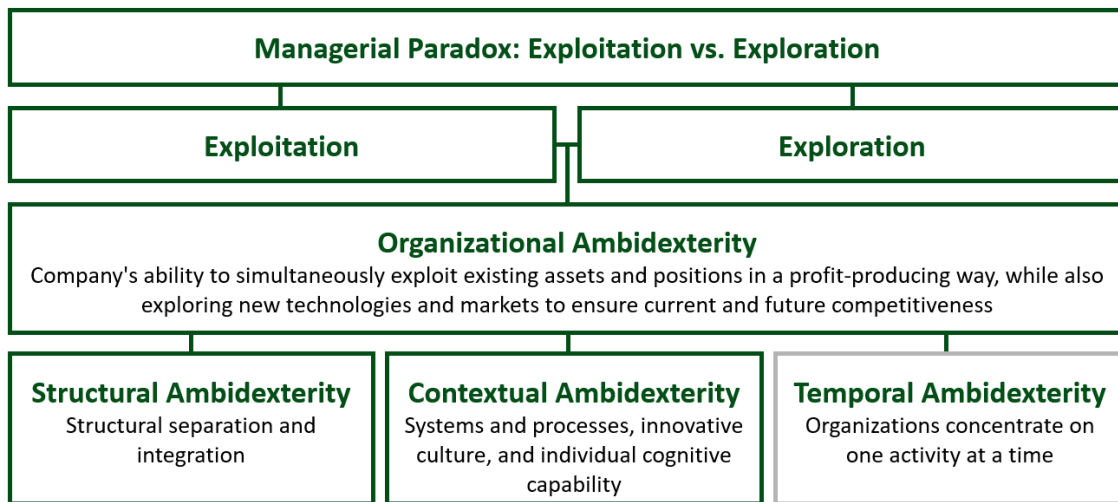 Managerial Paradox: Exploitation vs. Exploration
Exploitation
Exploration
Organizational Ambidexterity
Company's ability to simultaneously exploit existing assets and positions in a profit-producing way, while also
exploring new technologies and markets to ensure current and future competitiveness
Structural Ambidexterity
Structural separation and
integration
Contextual Ambidexterity
Systems and processes, innovative
culture, and individual cognitive
capability
Temporal Ambidexterity
Organizations concentrate on
one activity at a time